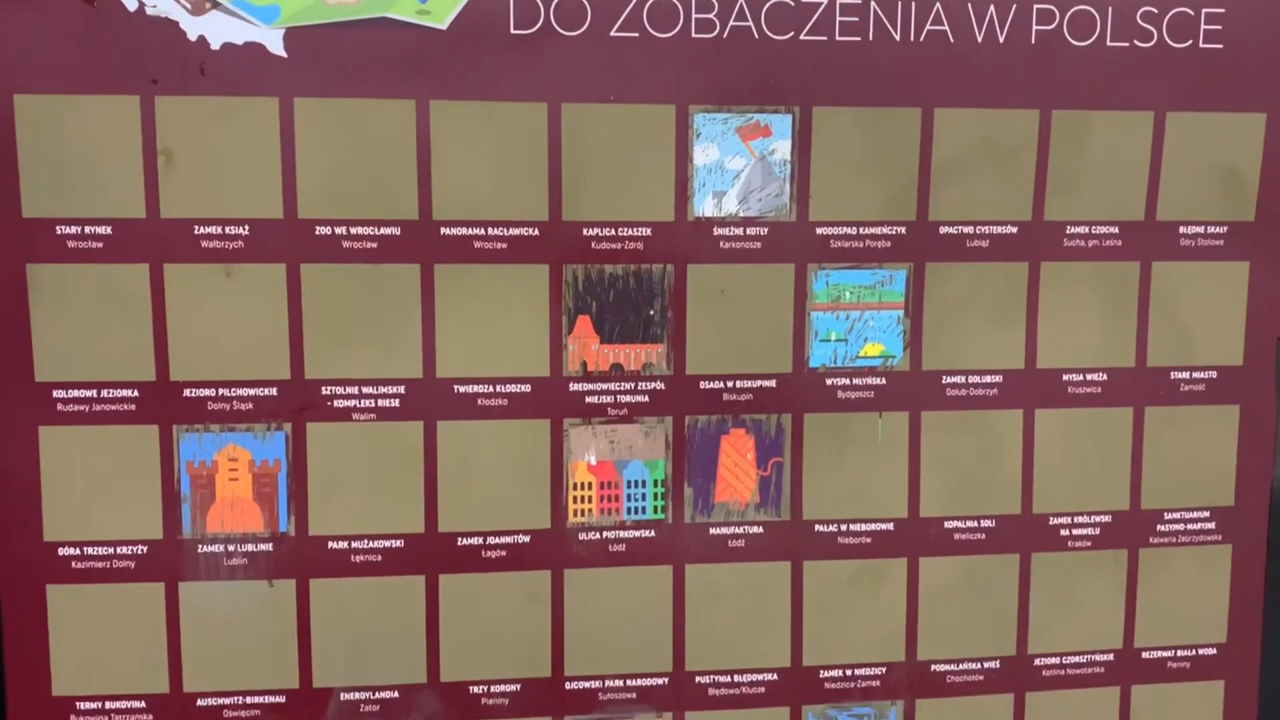 DO ZOBACZENIA W POLSCE
STARY RYNEK
Wrocław
ZAMEK KSIĄŻ
Wałbrzych
ZOO WE WROCŁAWIU
Wrocław
PANORAMA RACŁAWICKA
Wrocław
KAPLICA CZASZEK
Kudowa-Zdrój
ŚNIEŻNE KOTŁY
Karkonosze
WODOSPAD KAMIEŃCZYK
Szklarska Poręba
OPACTWO CYSTERSÓW
Lubiąż
ZAMEK CZOCHA
Sucha, gm. Leśna
BŁĘDNE SKAŁY
Góry Stołowe
KOLOROWE JEZIORKA
Rudawy Janowickie
JEZIORO PILCHOWICKIE
Dolny Śląsk
SZTOLNIE WALIMSKIE
- KOMPLEKS RIESE
Walim
TWIERDZA KŁODZKO
Kłodzko
ŚREDNIOWIECZNY ZESPÓŁ
MIEJSKI TORUNIA
Toruń
OSADA W BISKUPINIE
Biskupin
WYSPA MŁYŃSKA
Bydgoszcz
ZAMEK GOLUBSKI
Golub-Dobrzyń
MYSIA WIEŻA
Kruszwica
STARE MIASTO
Zamość
GÓRA TRZECH KRZYŻY
Kazimierz Dolny
ZAMEK W LUBLINIE
Lublin
PARK MUŻAKOWSKI
Łęknica
ZAMEK JOANNITÓW
Łagów
ULICA PIOTRKOWSKA
Łódź
MANUFAKTURA
Łódź
PAŁAC W NIEBOROWIE
Nieborów
KOPALNIA SOLI
Wieliczka
ZAMEK KRÓLEWSKI
NA WAWELU
Kraków
SANKTUARIUM
PASYJNO-MARYJNE
Kalwaria Zebrzydowska
TERMY BUKOVINA
Bukowina Tatrzańska
AUSCHWITZ-BIRKENAU
Oświęcim
ENERGYLANDIA
Zator
TRZY KORONY
Pieniny
OJCOWSKI PARK NARODOWY
Sułoszowa
PUSTYNIA BŁĘDOWSKA
Błędowo/Klucze
ZAMEK W NIEDZICY
Niedzica-Zamek
PODHALAŃSKA WIEŚ
Chochołów
JEZIORO CZORSZTYŃSKIE
Kotlina Nowotarska
REZERWAT BIAŁA WODA
Pieniny